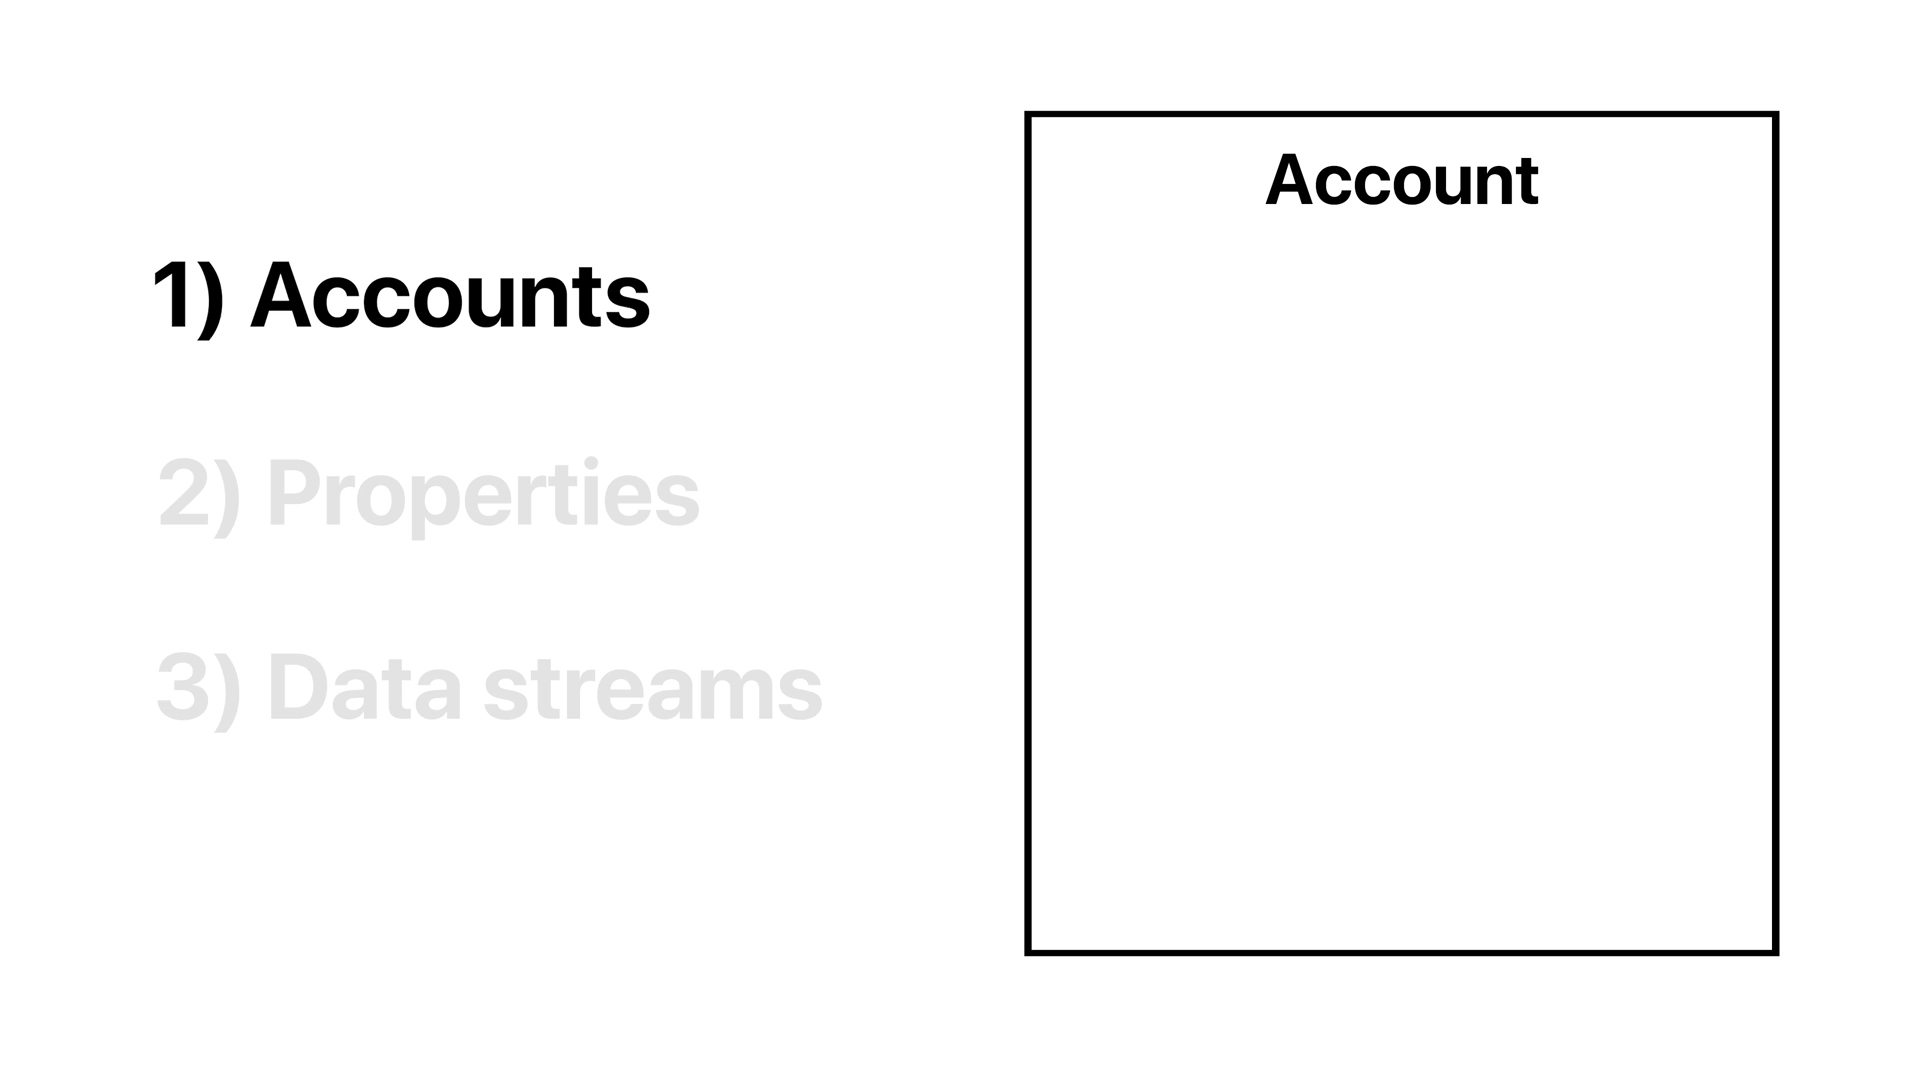 1) Accounts
2) Properties
3) Data streams
Account